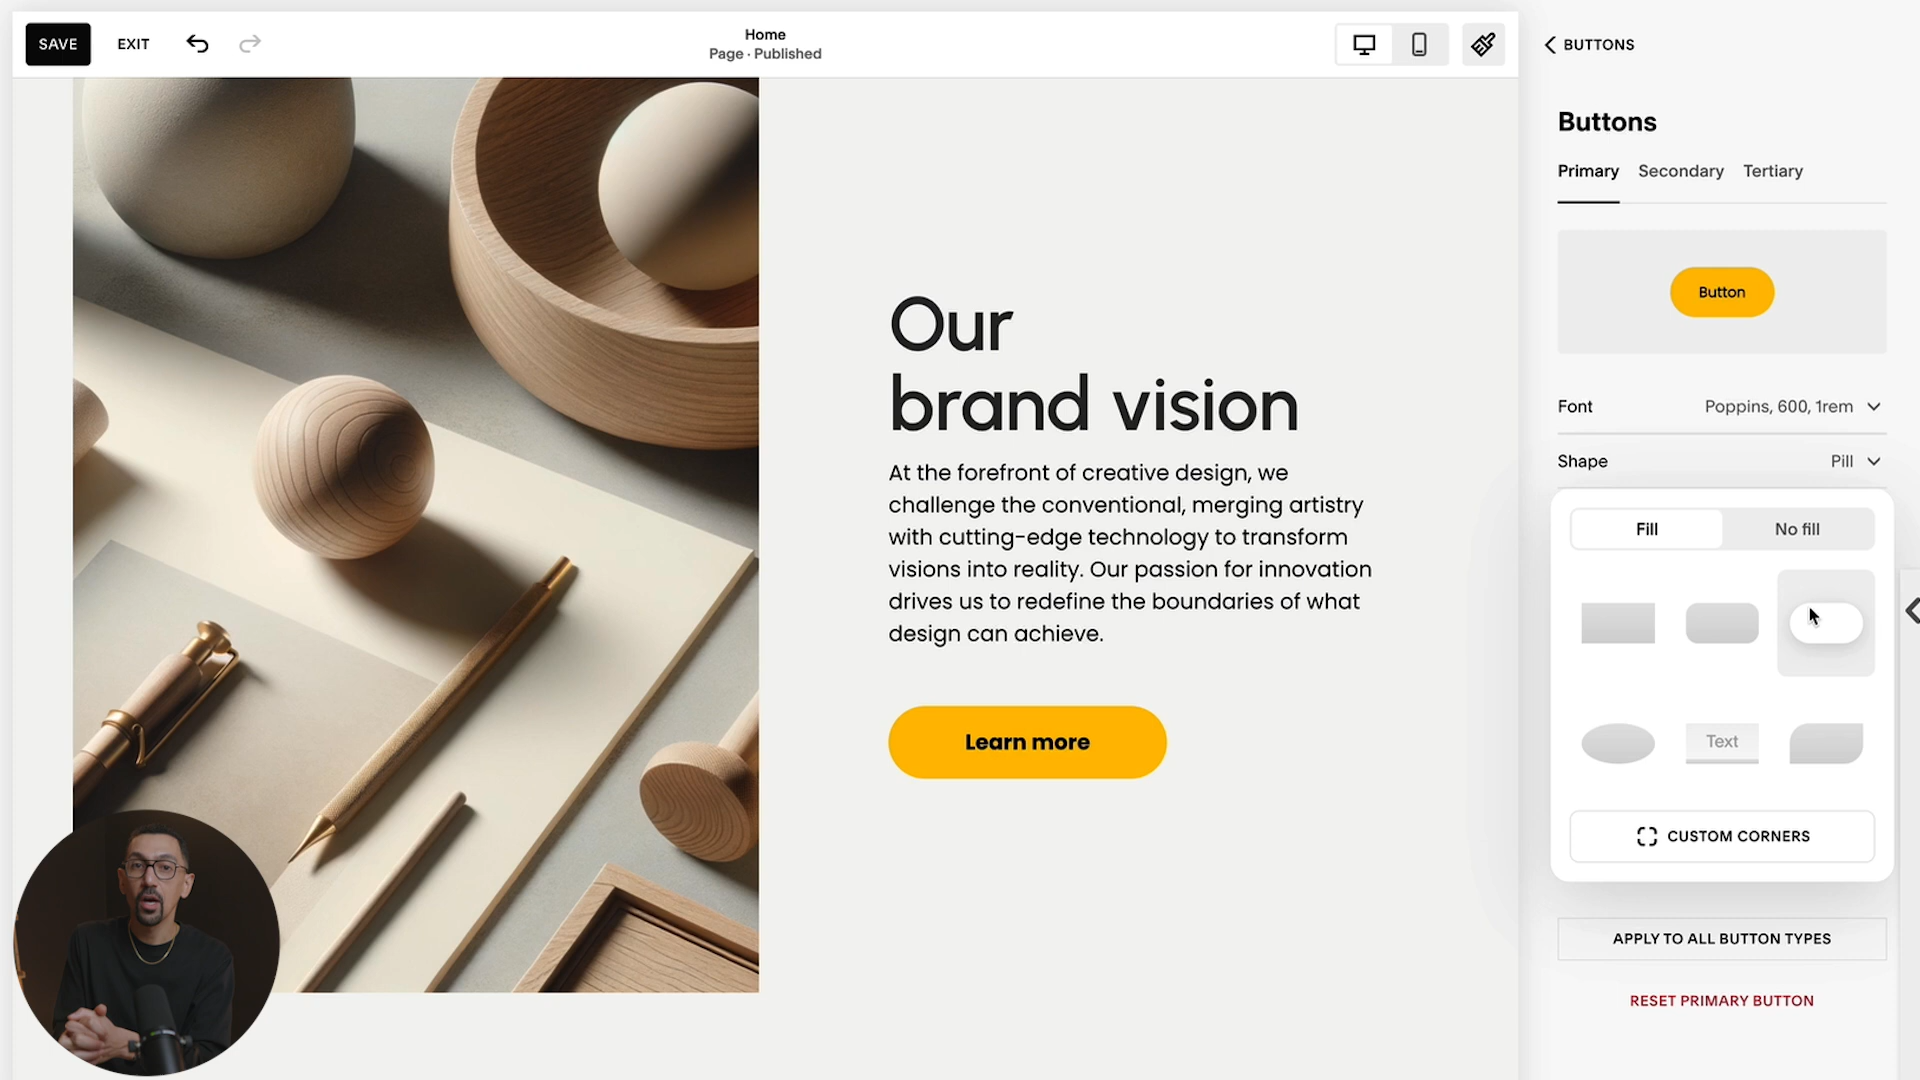 SAVE
EXIT
Home
Page · Published
BUTTONS
Buttons
Primary
Secondary
Tertiary
Button
Font
Poppins, 600, 1rem
Shape
Pill
Fill
No fill
Text
CUSTOM CORNERS
APPLY TO ALL BUTTON TYPES
RESET PRIMARY BUTTON
Our
brand vision
At the forefront of creative design, we
challenge the conventional, merging artistry
with cutting-edge technology to transform
visions into reality. Our passion for innovation
drives us to redefine the boundaries of what
design can achieve.
Learn more